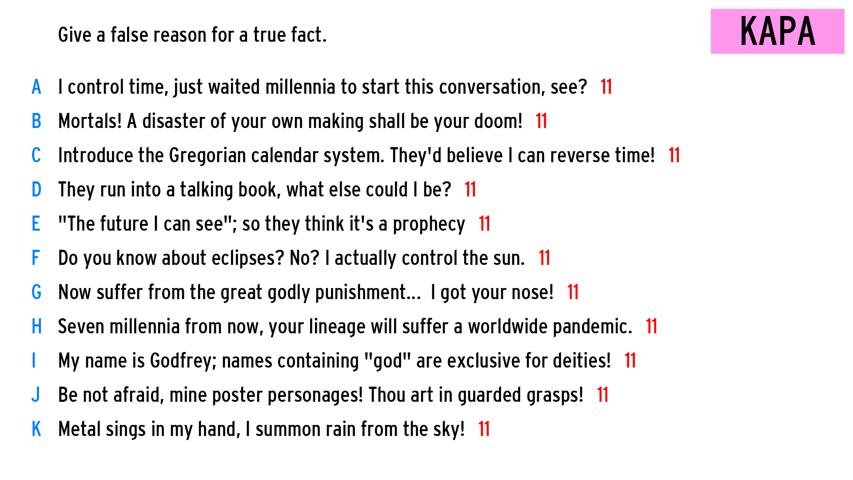 Give a false reason for a true fact.
KAPA
A I control time, just waited millennia to start this conversation, see? 11
B Mortals! A disaster of your own making shall be your doom! 11
C Introduce the Gregorian calendar system. They'd believe I can reverse time! 11
D They run into a talking book, what else could I be? 11
E "The future I can see"; so they think it's a prophecy 11
F Do you know about eclipses? No? I actually control the sun. 11
G Now suffer from the great godly punishment... I got your nose! 11
H Seven millennia from now, your lineage will suffer a worldwide pandemic. 11
I My name is Godfrey; names containing "god" are exclusive for deities! 11
J Be not afraid, mine poster personages! Thou art in guarded grasps! 11
K Metal sings in my hand, I summon rain from the sky! 11